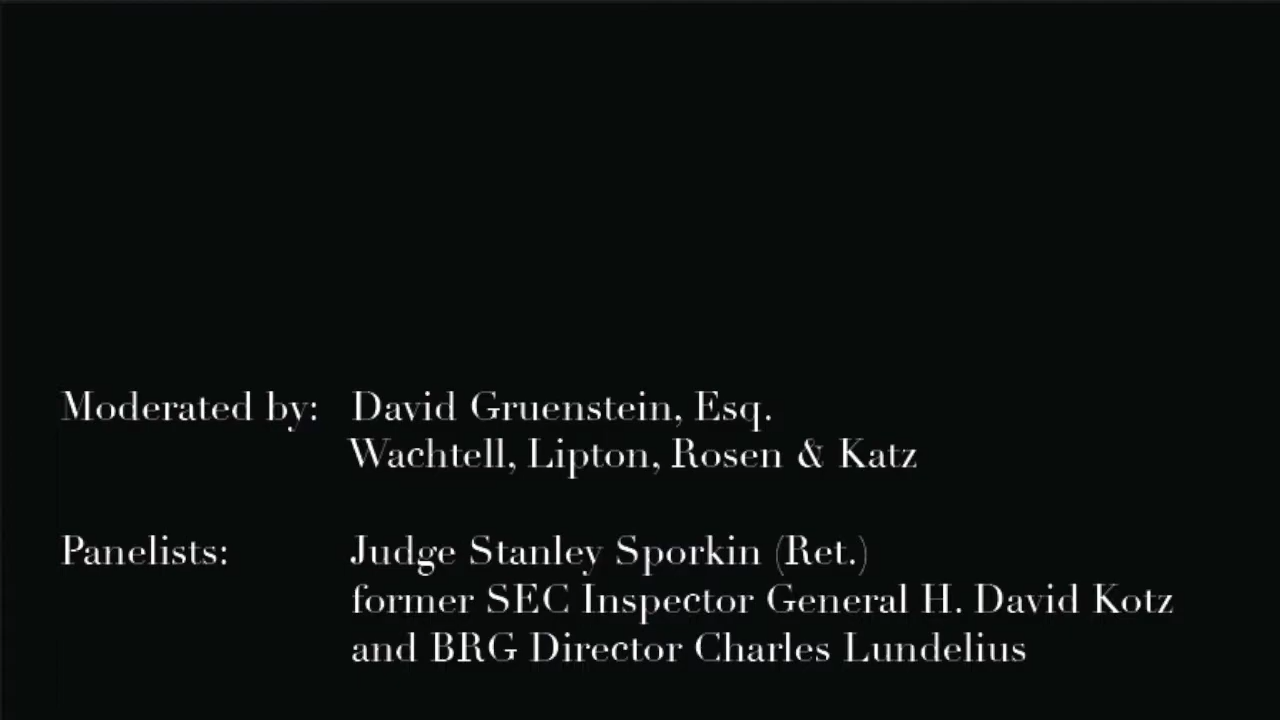 Moderated by: David Gruenstein, Esq.
Wachtell, Lipton, Rosen & Katz
Panelists: Judge Stanley Sporkin (Ret.)
former SEC Inspector General H. David Kotz
and BRG Director Charles Lundelius